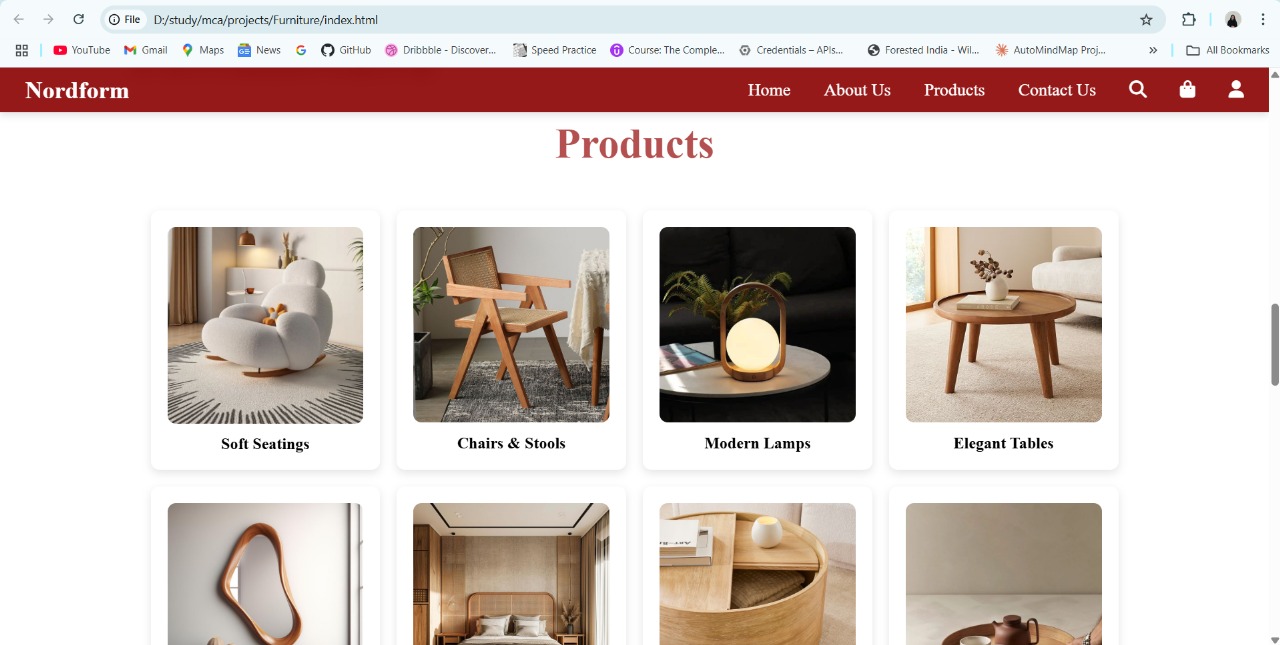 File D:/study/mca/projects/Furniture/index.html
YouTube Gmail Maps News GitHub Dribbble - Discover... Speed Practice Course: The Comple... Credentials – APIs... Forested India - Wil... AutoMindMap Proj... » All Bookmarks
Nordform Home About Us Products Contact Us
Products
Soft Seatings Chairs & Stools Modern Lamps Elegant Tables